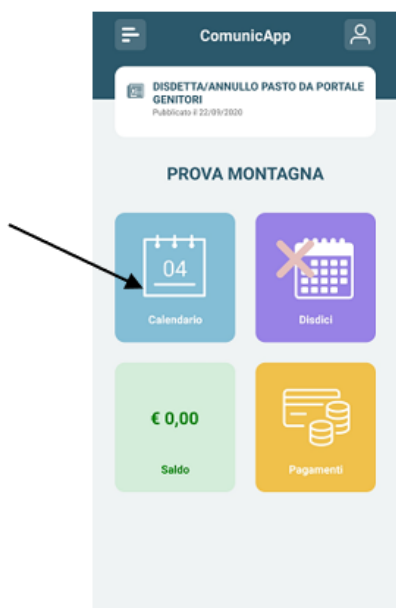 ComunicApp
DISDETTA/ANNULLO PASTO DA PORTALE
GENITORI
Pubblicato il 22/09/2020
PROVA MONTAGNA
04
Calendario
Disdici
€ 0,00
Saldo
Pagamenti